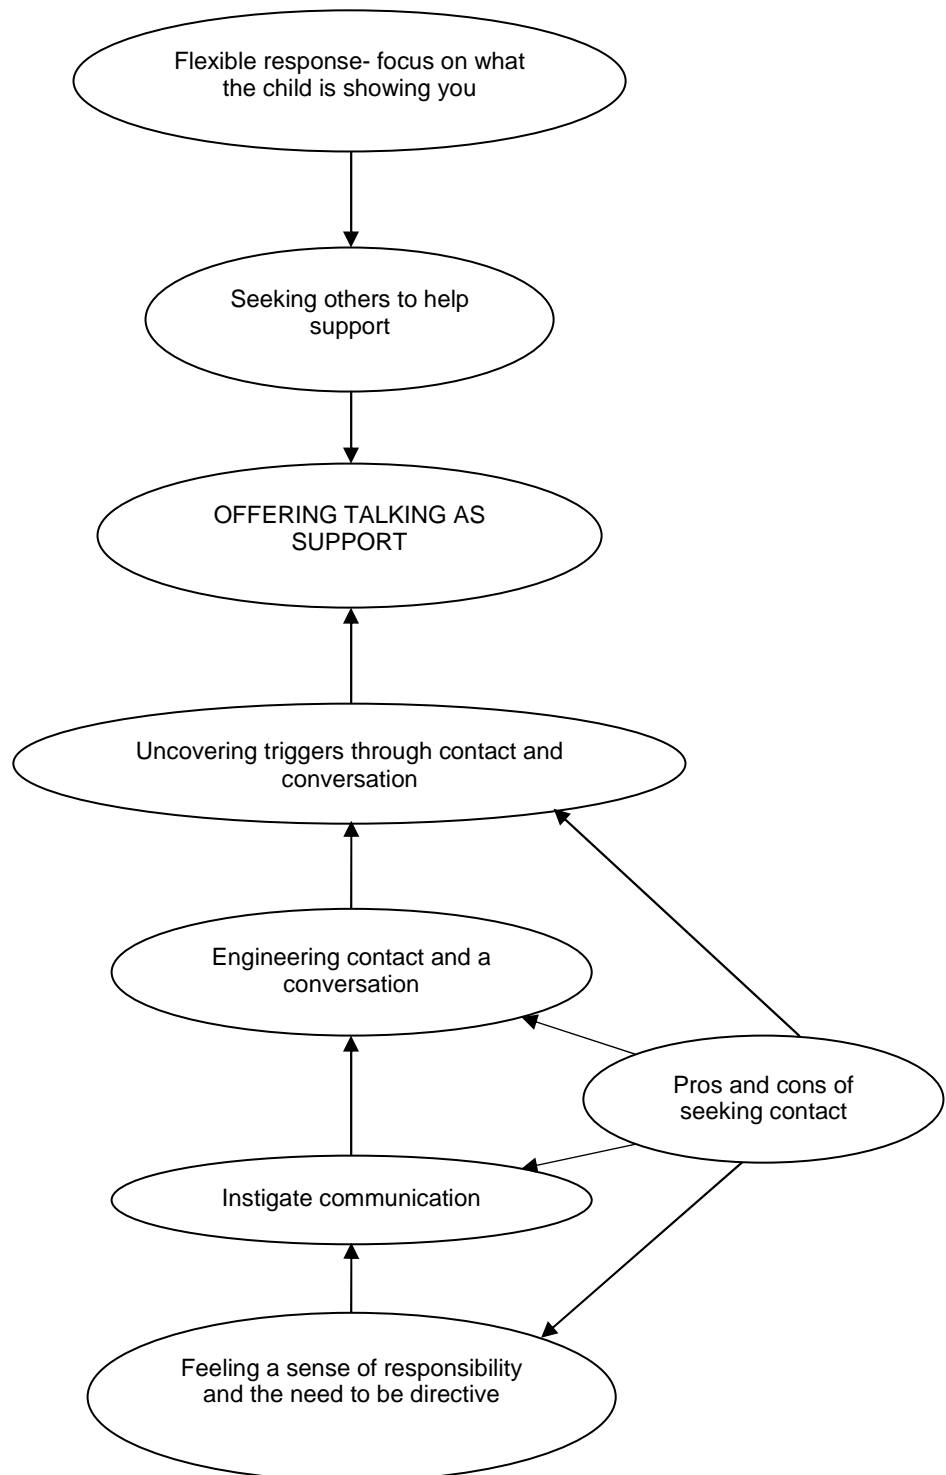 Flexible response- focus on what
the child is showing you
Seeking others to help
support
OFFERING TALKING AS
SUPPORT
Uncovering triggers through contact and
conversation
Engineering contact and a
conversation
Pros and cons of
seeking contact
Instigate communication
Feeling a sense of responsibility
and the need to be directive